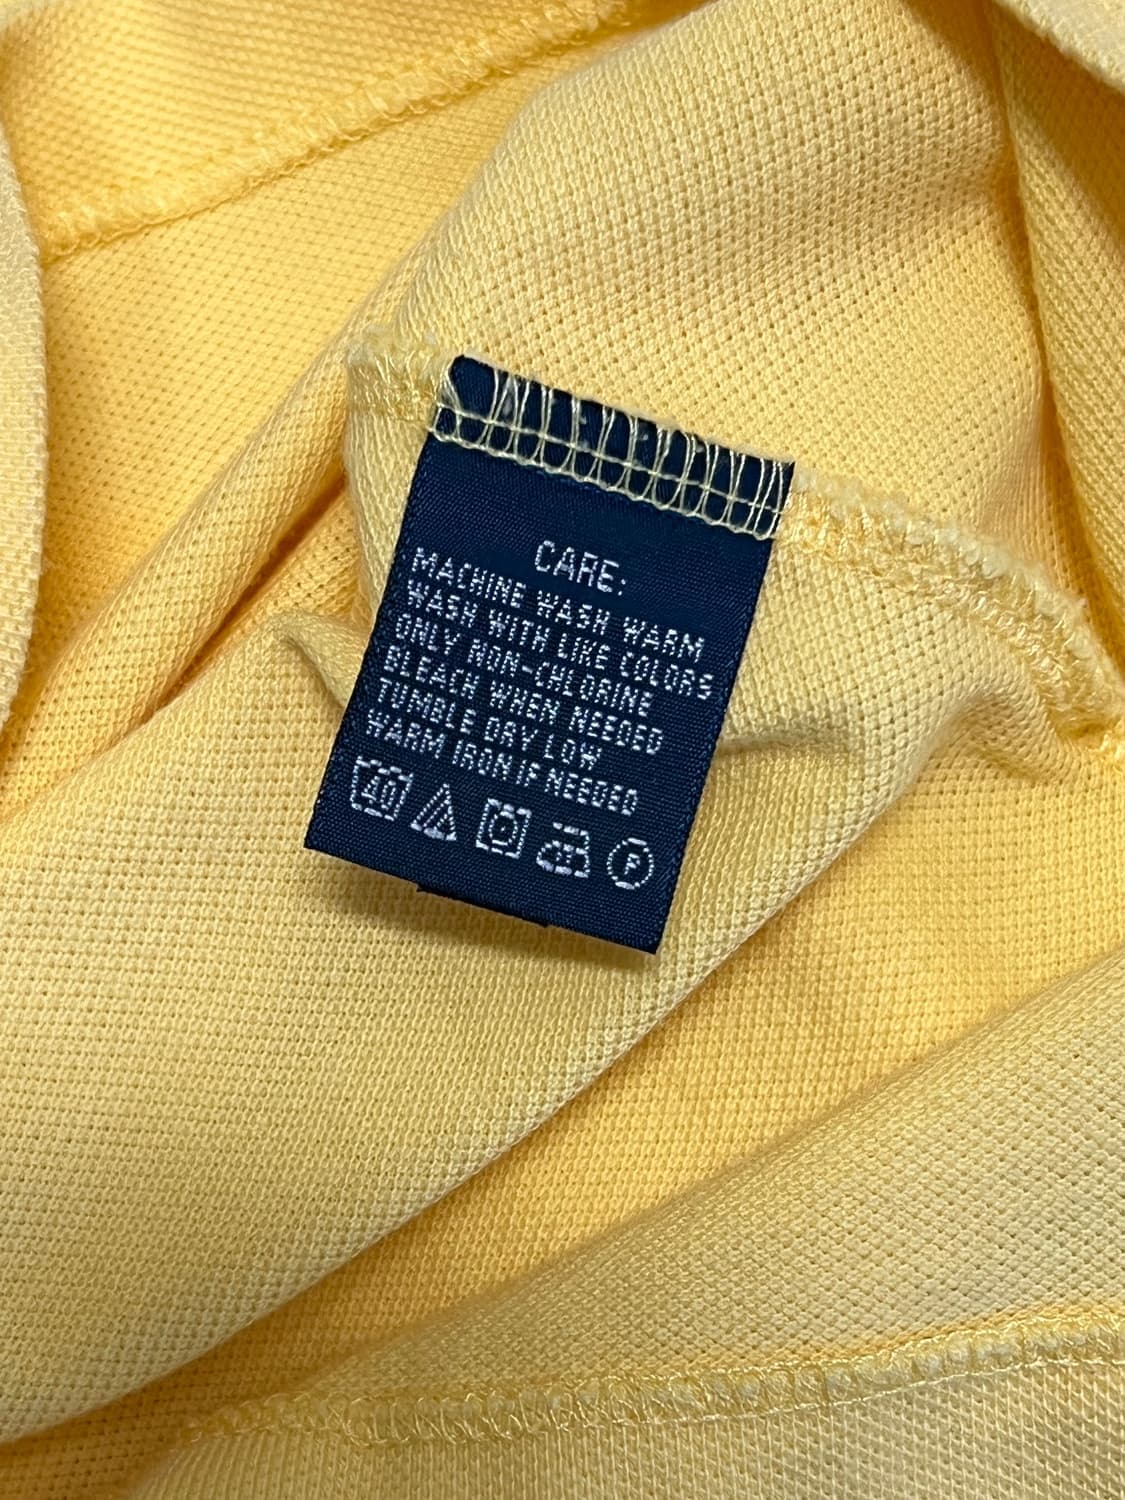 CARE:
MACHINE WASH WARM
WASH WITH LIKE COLORS
ONLY NON-CHLORINE
BLEACH WHEN NEEDED
TUMBLE DRY LOW
WARM IRON IF NEEDED
40 P